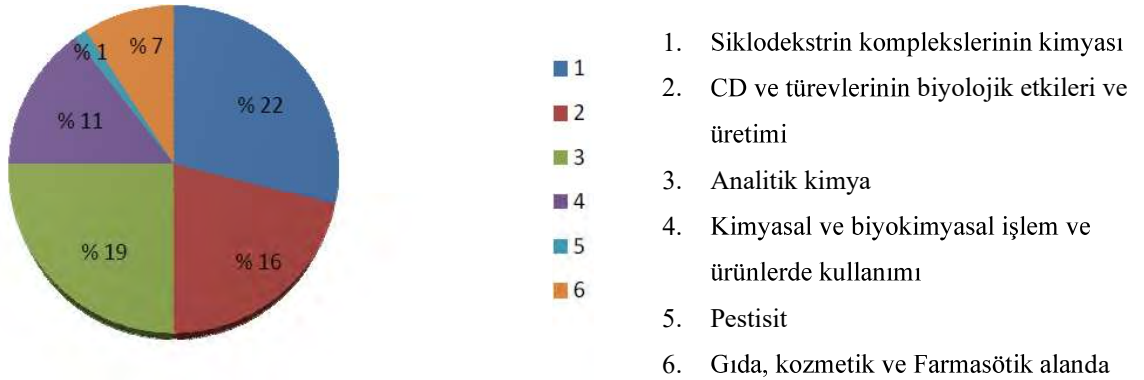 % 1
% 7
% 22
% 11
% 19
% 16
1
2
3
4
5
6
1. Siklodekstrin komplekslerinin kimyası
2. CD ve türevlerinin biyolojik etkileri ve
üretimi
3. Analitik kimya
4. Kimyasal ve biyokimyasal işlem ve
ürünlerde kullanımı
5. Pestisit
6. Gıda, kozmetik ve Farmasötik alanda